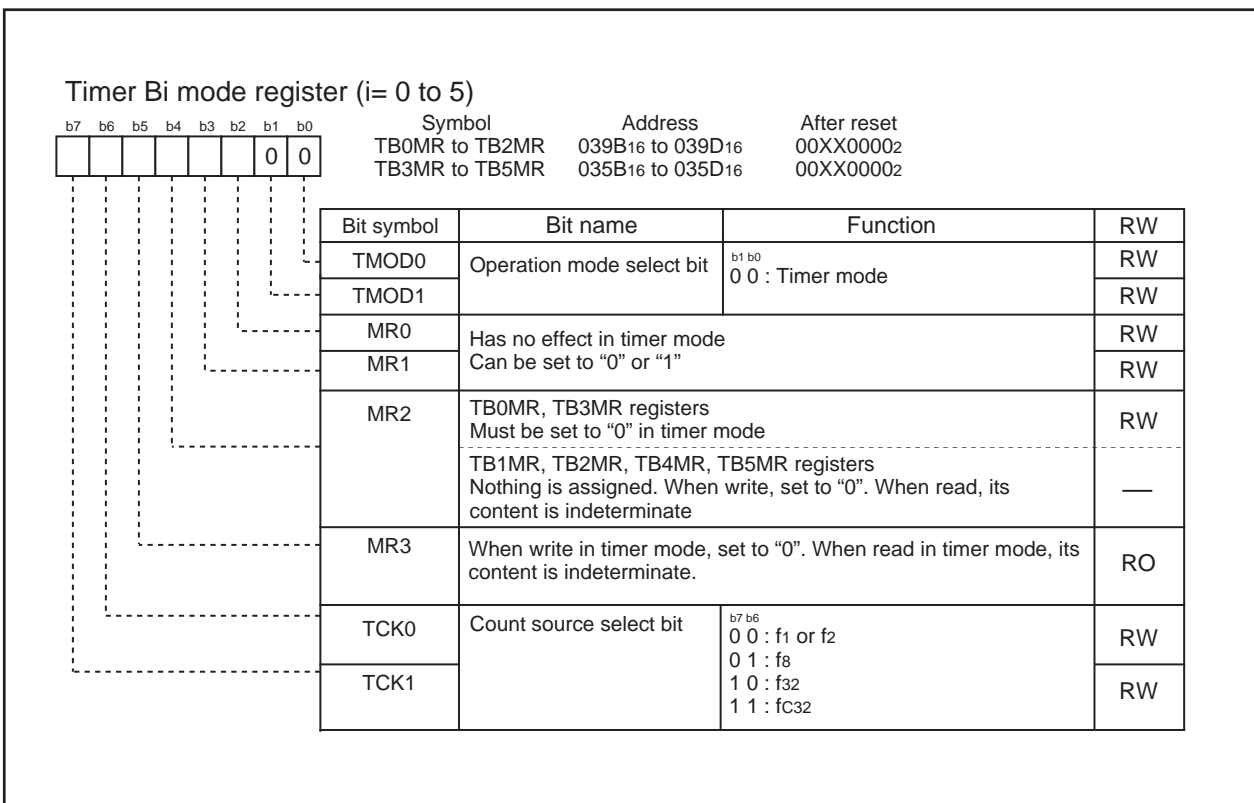 Timer Bi mode register (i= 0 to 5)
b7 b6 b5 b4 b3 b2 b1 b0
0 0
Symbol Address After reset
TB0MR to TB2MR 039B16 to 039D16 00XX00002
TB3MR to TB5MR 035B16 to 035D16 00XX00002
Bit symbol Bit name Function RW
TMOD0 Operation mode select bit b1 b0 RW
0 0 : Timer mode
TMOD1 RW
MR0 Has no effect in timer mode RW
MR1 Can be set to “0” or “1” RW
MR2 TB0MR, TB3MR registers RW
Must be set to “0” in timer mode
TB1MR, TB2MR, TB4MR, TB5MR registers
Nothing is assigned. When write, set to “0”. When read, its —
content is indeterminate
MR3 When write in timer mode, set to “0”. When read in timer mode, its RO
content is indeterminate.
TCK0 Count source select bit b7 b6 RW
0 0 : f1 or f2
0 1 : f8
TCK1 1 0 : f32 RW
1 1 : fC32